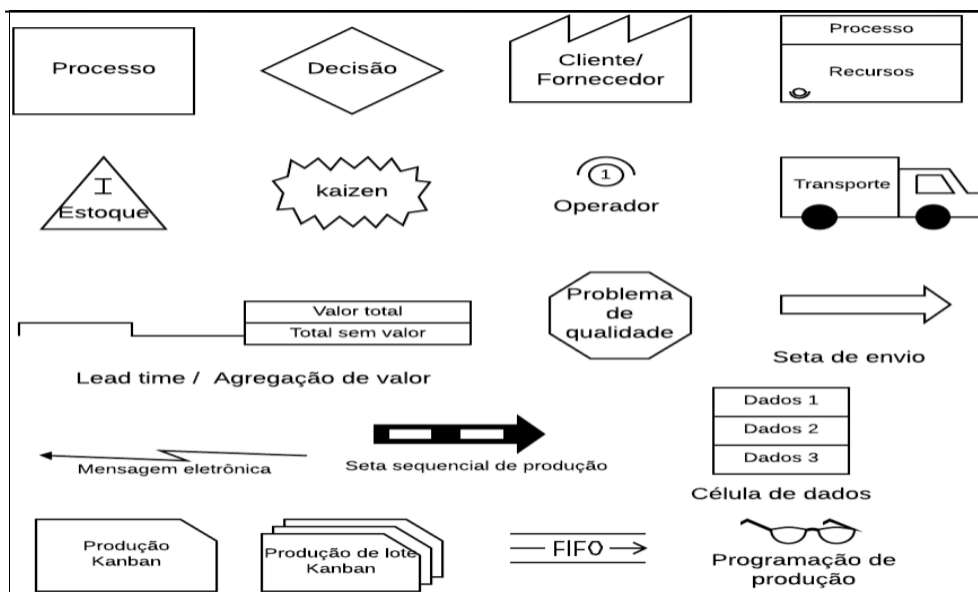 Processo
Decisão
Cliente/
Fornecedor
Processo
Recursos
I
Estoque
kaizen
1
Operador
Transporte
Valor total
Total sem valor
Lead time / Agregação de valor
Problema
de
qualidade
Seta de envio
Mensagem eletrônica
Seta sequencial de produção
Dados 1
Dados 2
Dados 3
Célula de dados
Produção
Kanban
Produção de lote
Kanban
FIFO
Programação de
produção